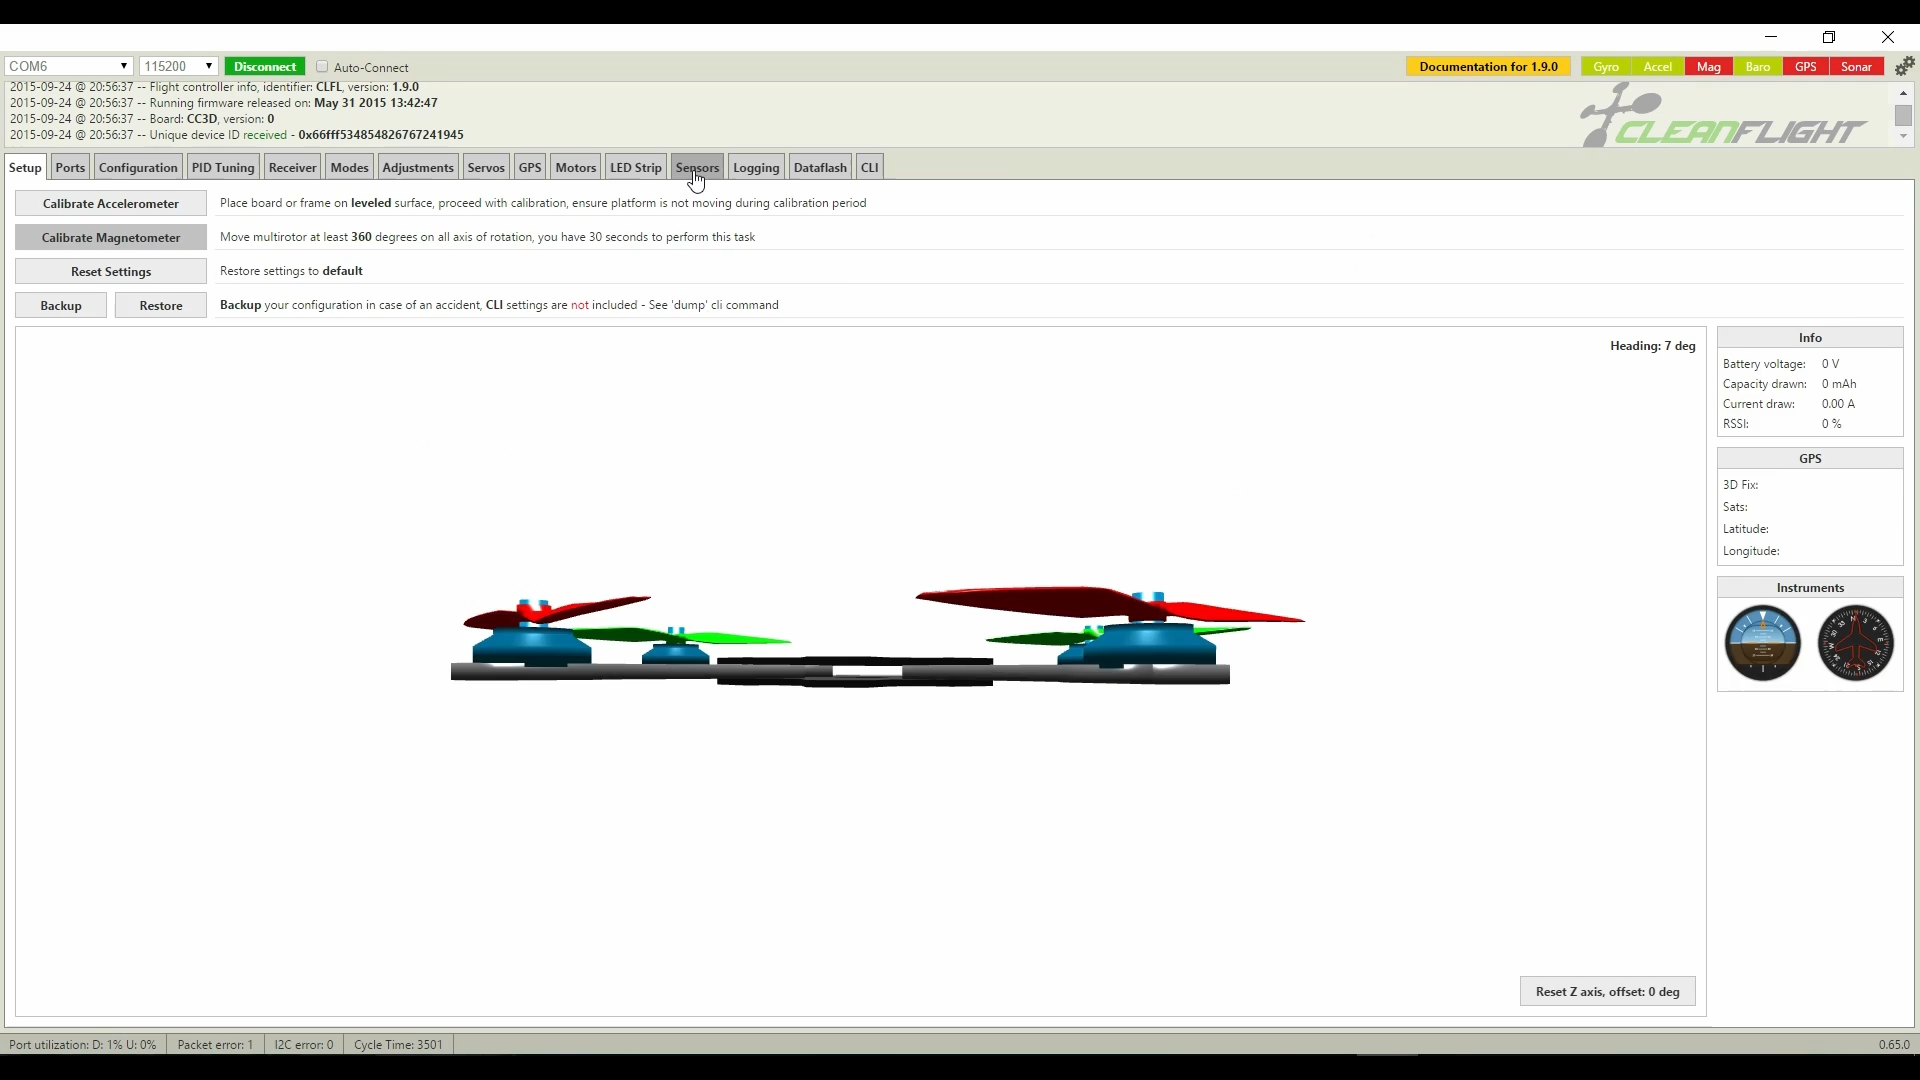 COM6 115200 Disconnect Auto-Connect Documentation for 1.9.0 Gyro Accel Mag Baro GPS Sonar
2015-09-24 @ 20:56:37 -- Flight controller info, identifier: CLFL, version: 1.9.0
2015-09-24 @ 20:56:37 -- Running firmware released on: May 31 2015 13:42:47
2015-09-24 @ 20:56:37 -- Board: CC3D, version: 0
2015-09-24 @ 20:56:37 -- Unique device ID received - 0x66fff534854826767241945
CLEANFLIGHT
Setup Ports Configuration PID Tuning Receiver Modes Adjustments Servos GPS Motors LED Strip Sensors Logging Dataflash CLI
Calibrate Accelerometer Place board or frame on leveled surface, proceed with calibration, ensure platform is not moving during calibration period
Calibrate Magnetometer Move multirotor at least 360 degrees on all axis of rotation, you have 30 seconds to perform this task
Reset Settings Restore settings to default
Backup Restore Backup your configuration in case of an accident, CLI settings are not included - See 'dump' cli command
Heading: 7 deg
Info
Battery voltage: 0 V
Capacity drawn: 0 mAh
Current draw: 0.00 A
RSSI: 0 %
GPS
3D Fix:
Sats:
Latitude:
Longitude:
Instruments
Reset Z axis, offset: 0 deg
Port utilization: D: 1% U: 0% Packet error: 1 I2C error: 0 Cycle Time: 3501 0.65.0